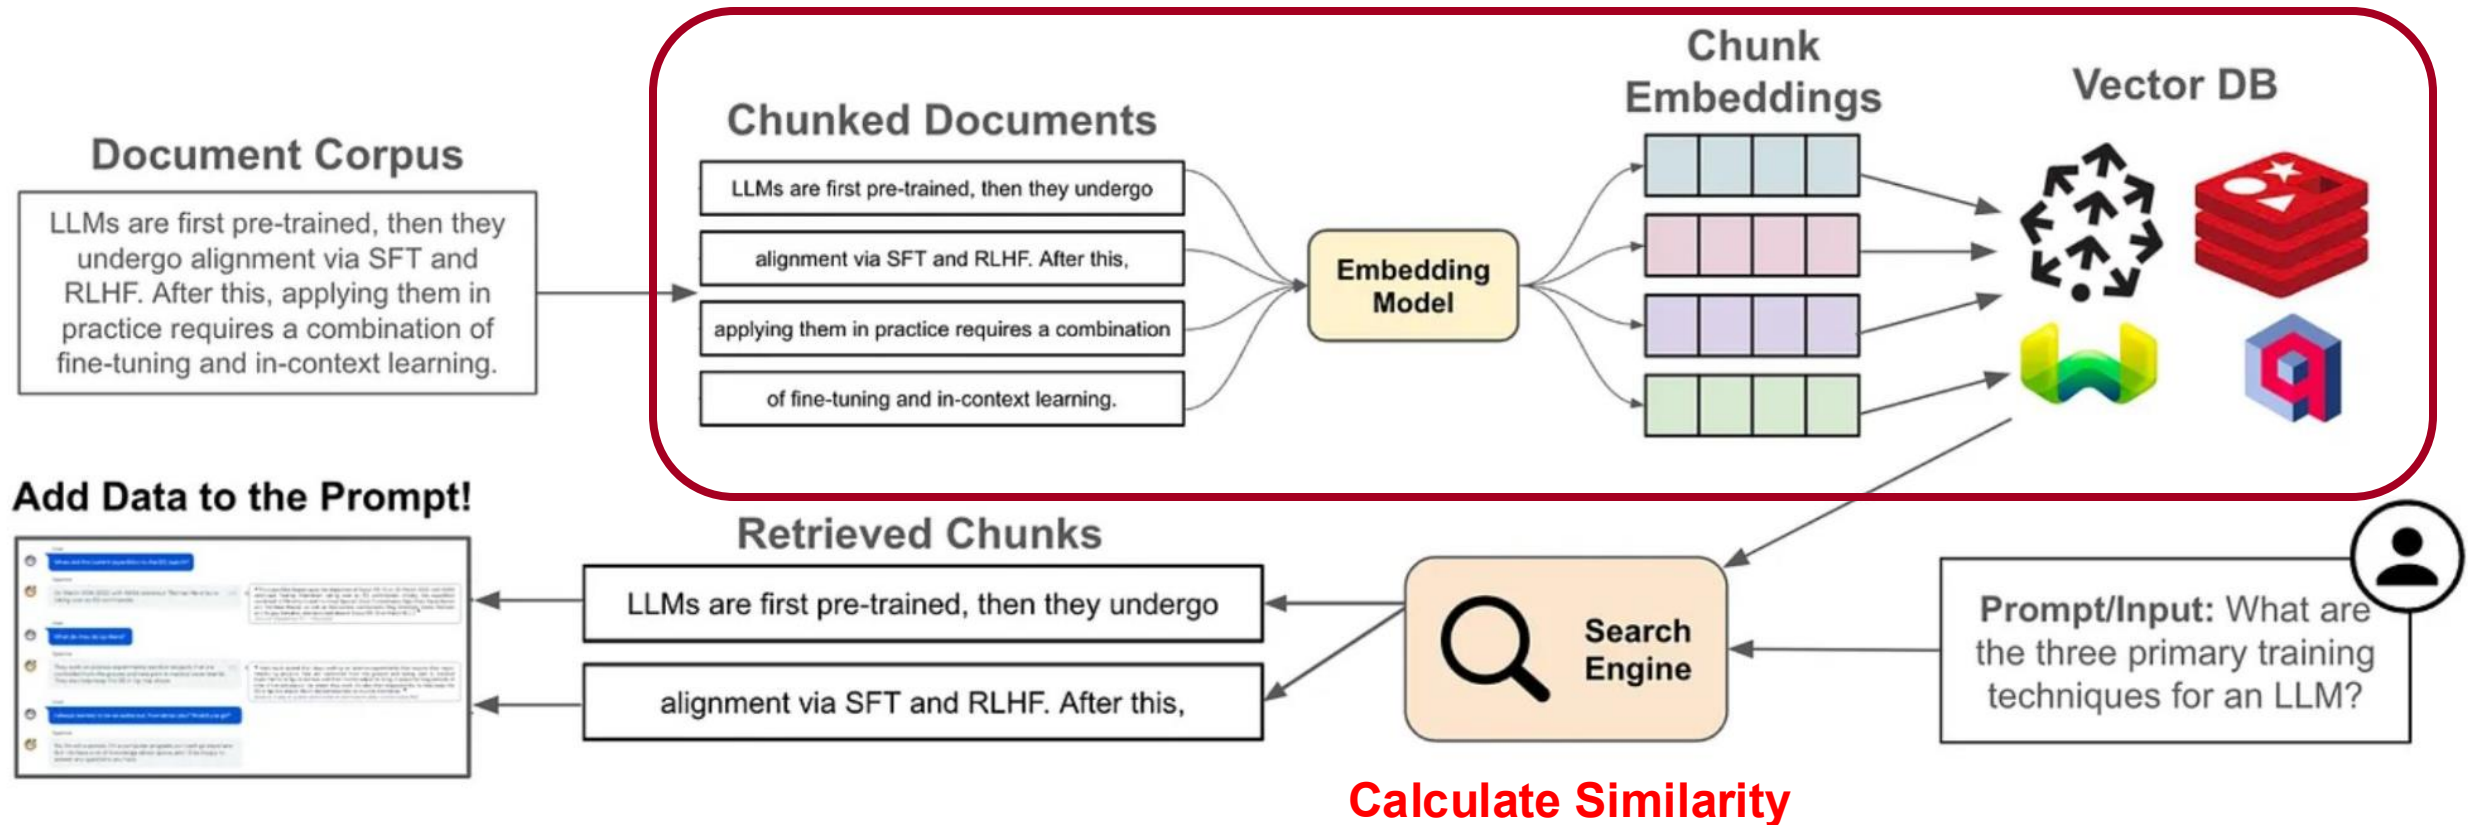 Document Corpus
LLMs are first pre-trained, then they
undergo alignment via SFT and
RLHF. After this, applying them in
practice requires a combination of
fine-tuning and in-context learning.
Chunked Documents
LLMs are first pre-trained, then they undergo
alignment via SFT and RLHF. After this,
applying them in practice requires a combination
of fine-tuning and in-context learning.
Embedding
Model
Chunk
Embeddings
Vector DB
Add Data to the Prompt!
Retrieved Chunks
LLMs are first pre-trained, then they undergo
alignment via SFT and RLHF. After this,
Search
Engine
Prompt/Input: What are
the three primary training
techniques for an LLM?
Calculate Similarity